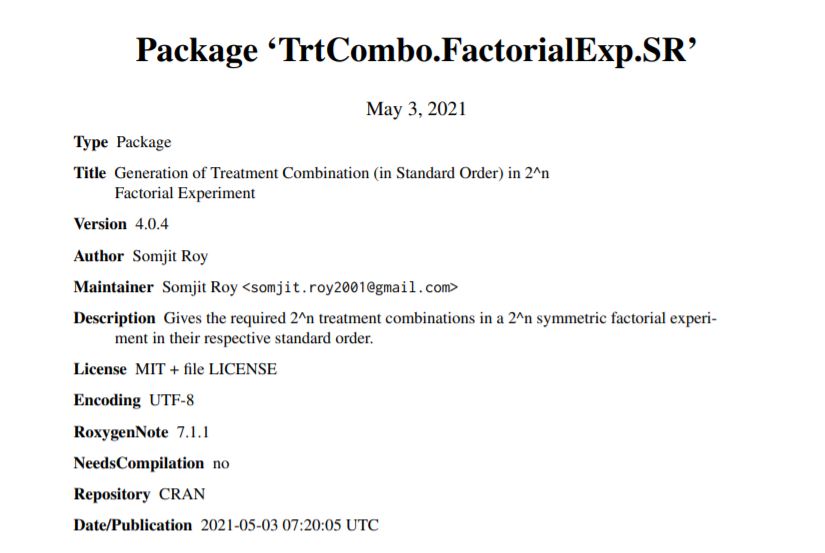 Package ‘TrtCombo.FactorialExp.SR’
May 3, 2021
Type Package
Title Generation of Treatment Combination (in Standard Order) in 2^n
Factorial Experiment
Version 4.0.4
Author Somjit Roy
Maintainer Somjit Roy <somjit.roy2001@gmail.com>
Description Gives the required 2^n treatment combinations in a 2^n symmetric factorial experi-
ment in their respective standard order.
License MIT + file LICENSE
Encoding UTF-8
RoxygenNote 7.1.1
NeedsCompilation no
Repository CRAN
Date/Publication 2021-05-03 07:20:05 UTC